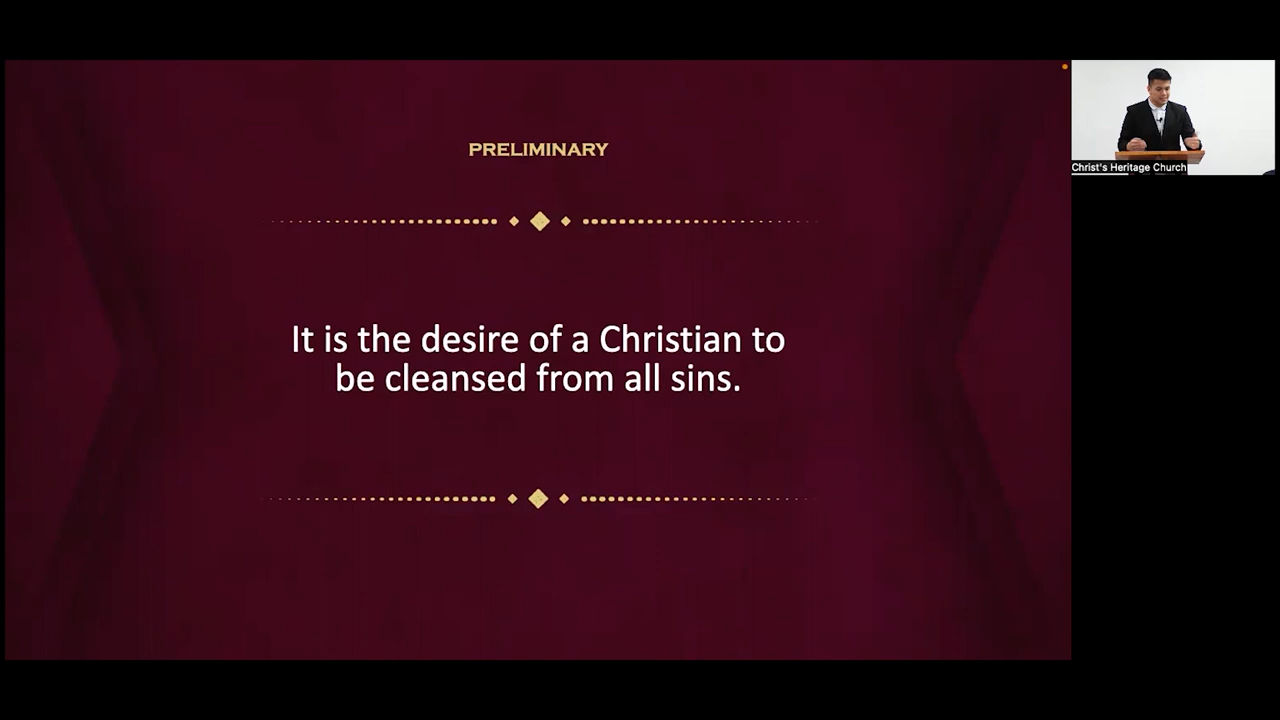 PRELIMINARY
It is the desire of a Christian to
be cleansed from all sins.
Christ's Heritage Church